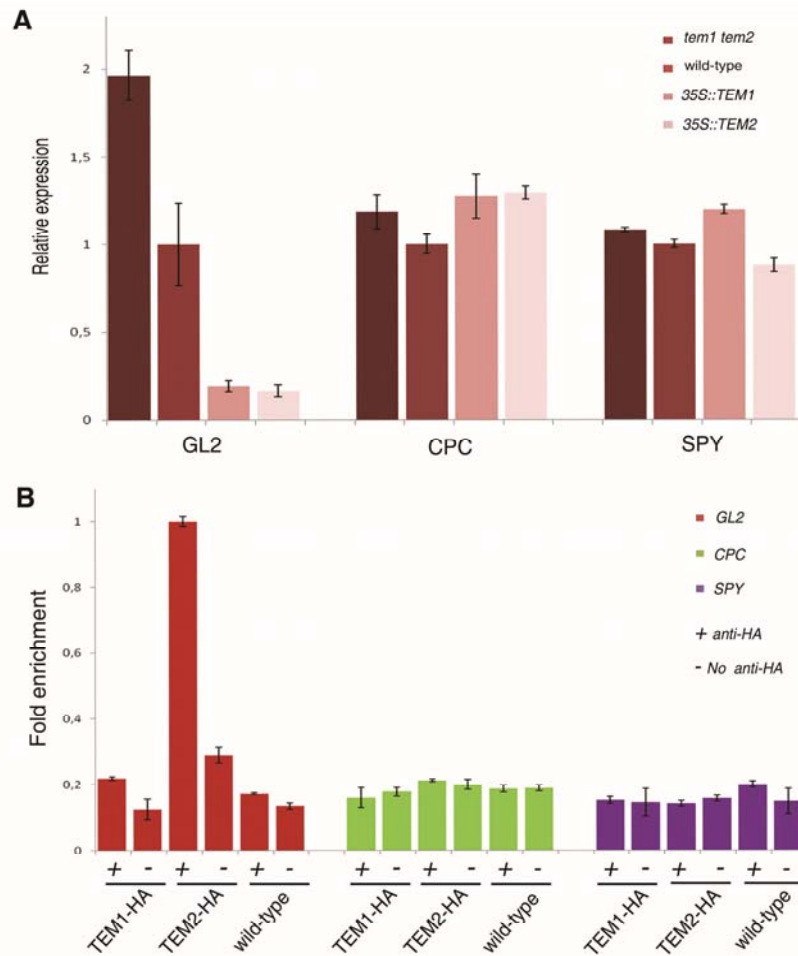 A
tem1 tem2
wild-type
35S::TEM1
35S::TEM2
Relative expression
2
1,5
1
0,5
0
GL2 CPC SPY
B
GL2
CPC
SPY
+ anti-HA
- No anti-HA
Fold enrichment
1
0,8
0,6
0,4
0,2
0
+ - + - + - + - + - + - + - + - + -
TEM1-HA TEM2-HA wild-type TEM1-HA TEM2-HA wild-type TEM1-HA TEM2-HA wild-type